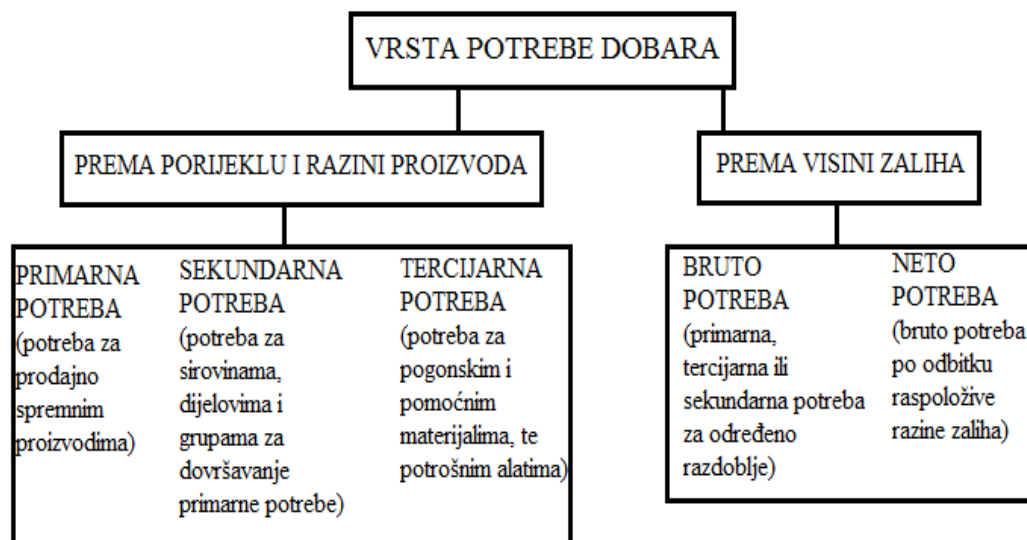 VRSTA POTREBE DOBARA
PREMA PORIJEKLU I RAZINI PROIZVODA
PREMA VISINI ZALIHA
PRIMARNA
POTREBA
(potreba za
prodajno
spremnim
proizvodima)
SEKUNDARNA
POTREBA
(potreba za
sirovinama,
dijelovima i
grupama za
dovršavanje
primarne potrebe)
TERCIJARNA
POTREBA
(potreba za
pogonskim i
pomoćnim
materijalima, te
potrošnim alatima)
BRUTO
POTREBA
(primarna,
tercijarna ili
sekundarna potreba
za određeno
razdoblje)
NETO
POTREBA
(bruto potreba
po odbitku
raspoložive
razine zaliha)